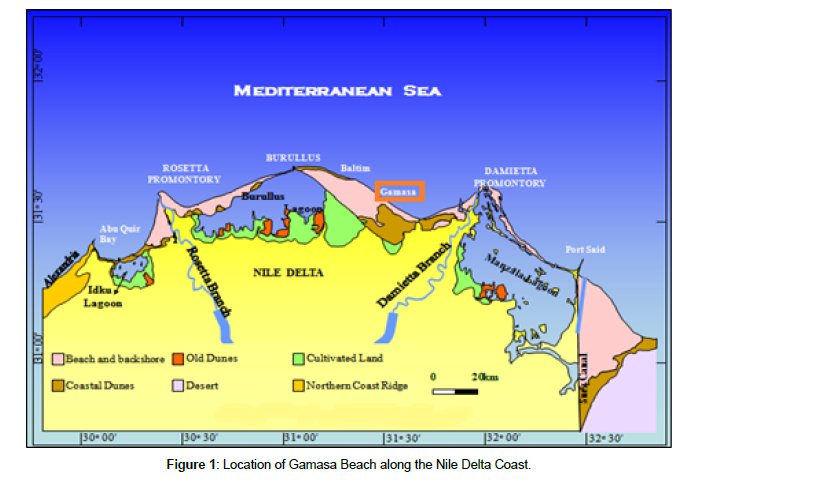 MEDITERRANEAN SEA
BURULLUS
ROSETTA
PROMONTORY
Baltim
DAMIETTA
PROMONTORY
Gamasa
Burullus
Lagoon
Abu Quir
Bay
Port Said
Alexandria
Idku
Lagoon
Rosetta Branch
NILE DELTA
Damietta Branch
Manzala Lagoon
Suez Canal
Beach and backshore
Old Dunes
Cultivated Land
Coastal Dunes
Desert
Northern Coast Ridge
0 20km
32°00'
31°30'
31°00'
30°00' 30°30' 31°00' 31°30' 32°00' 32°30'
Figure 1: Location of Gamasa Beach along the Nile Delta Coast.